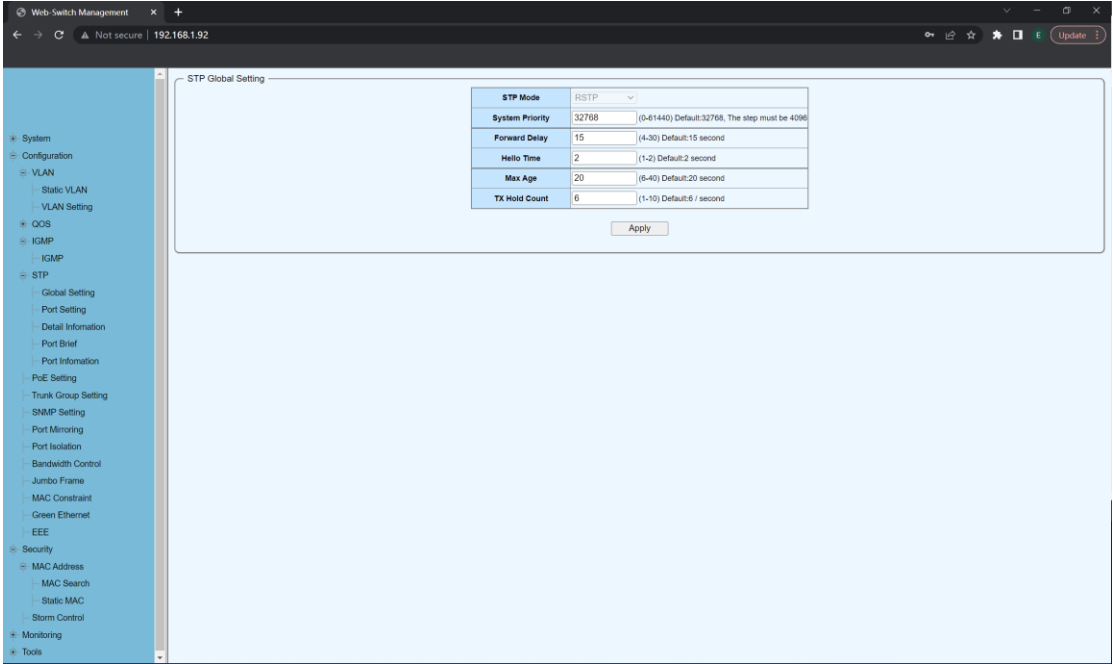 Web-Switch Management
Not secure | 192.168.1.92
E Update
System
Configuration
VLAN
Static VLAN
VLAN Setting
QOS
IGMP
IGMP
STP
Global Setting
Port Setting
Detail Infomation
Port Brief
Port Infomation
PoE Setting
Trunk Group Setting
SNMP Setting
Port Mirroring
Port Isolation
Bandwidth Control
Jumbo Frame
MAC Constraint
Green Ethernet
EEE
Security
MAC Address
MAC Search
Static MAC
Storm Control
Monitoring
Tools
STP Global Setting
STP Mode RSTP
System Priority 32768 (0-61440) Default:32768, The step must be 4096
Forward Delay 15 (4-30) Default:15 second
Hello Time 2 (1-2) Default:2 second
Max Age 20 (6-40) Default:20 second
TX Hold Count 6 (1-10) Default:6 / second
Apply